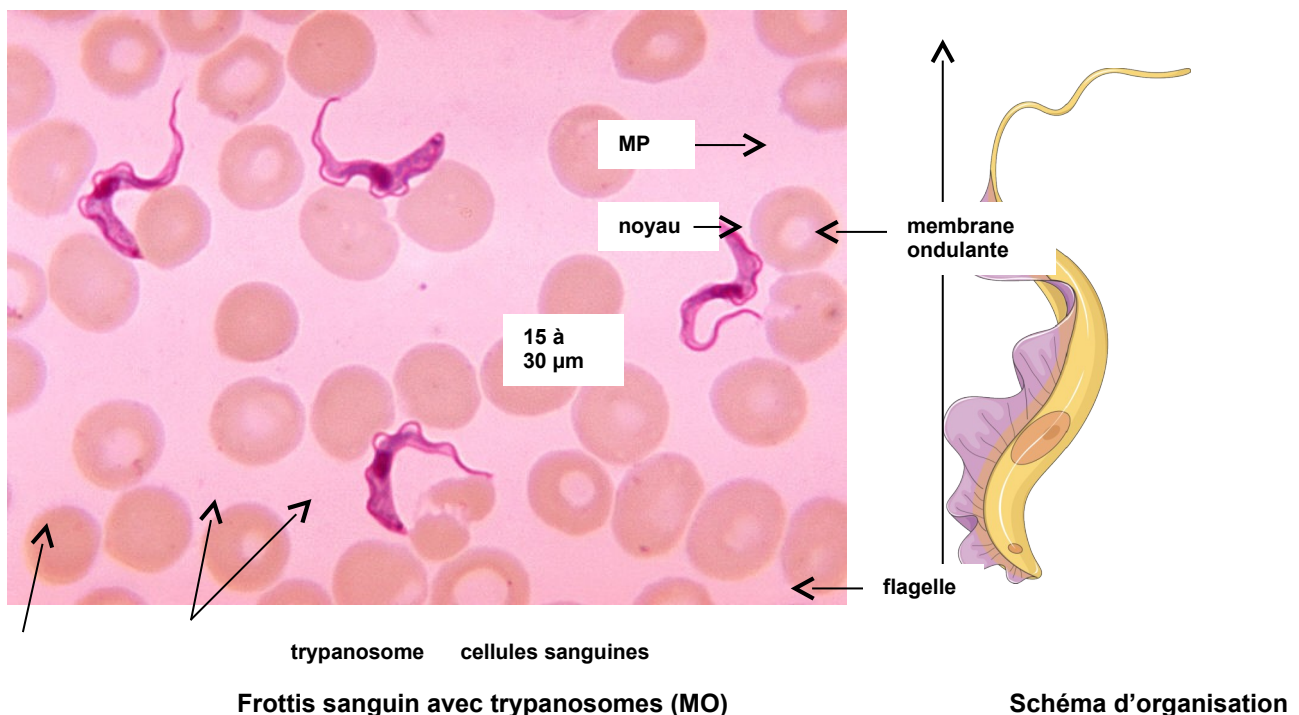 MP
noyau
membrane
ondulante
15 à
30 µm
flagelle
trypanosome cellules sanguines
Frottis sanguin avec trypanosomes (MO)
Schéma d’organisation